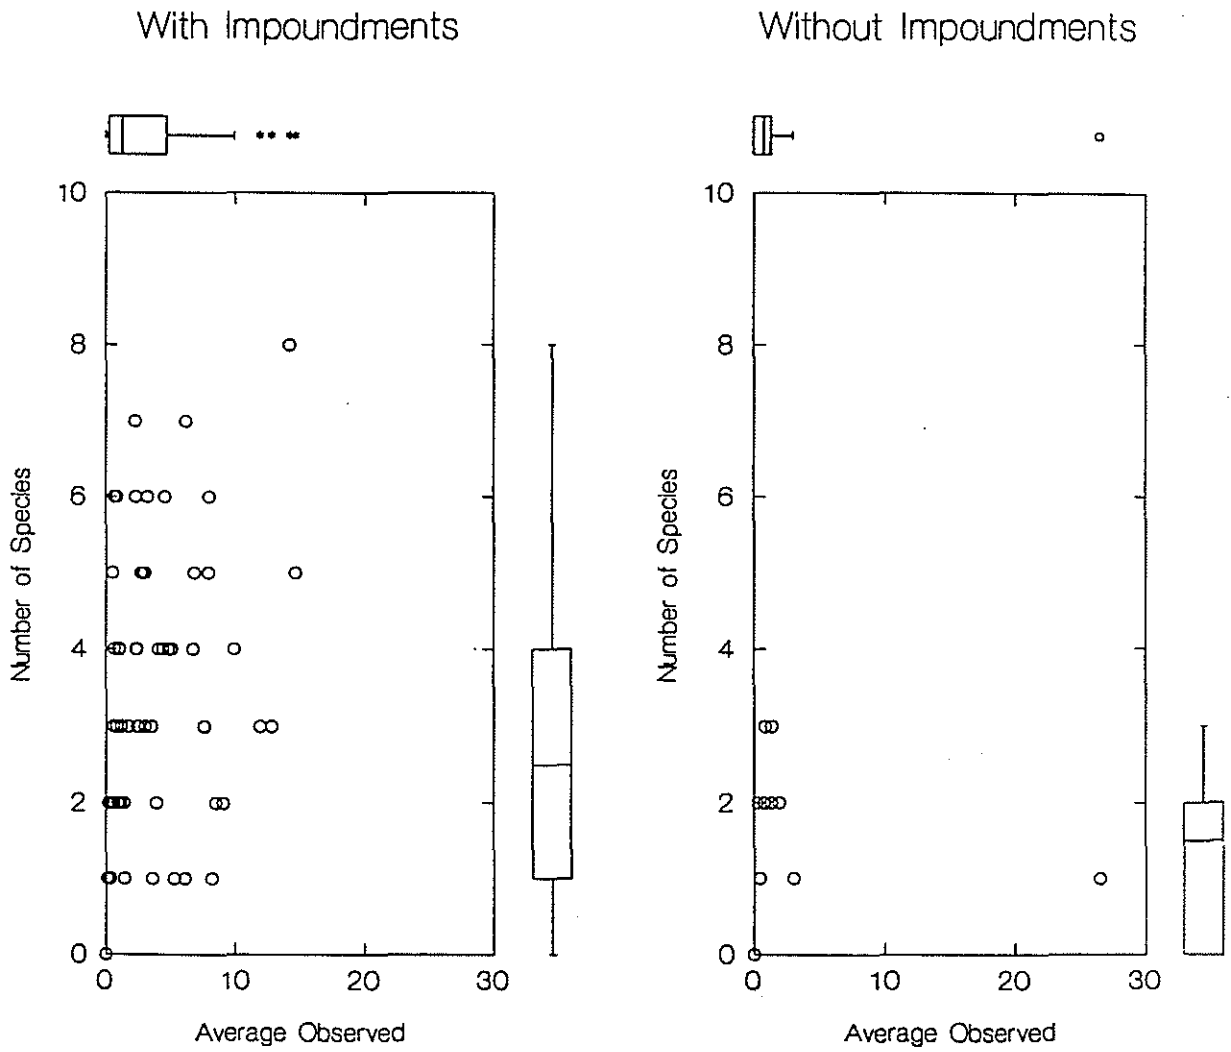 With Impoundments
Without Impoundments
10
8
6
4
2
0
Number of Species
0 10 20 30
Average Observed
10
8
6
4
2
0
Number of Species
0 10 20 30
Average Observed